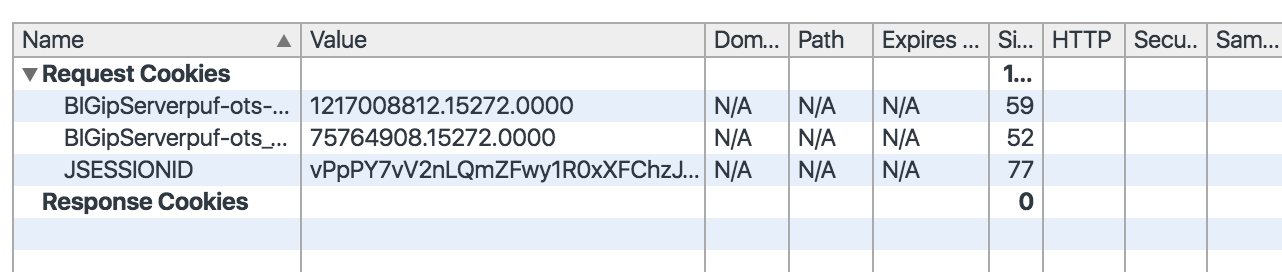 Name ▲ Value Dom... Path Expires ... Si... HTTP Secu.. Sam...
▼ Request Cookies 1...
BIGipServerpuf-ots-... 1217008812.15272.0000 N/A N/A N/A 59
BIGipServerpuf-ots_... 75764908.15272.0000 N/A N/A N/A 52
JSESSIONID vPpPY7vV2nLQmZFwy1R0xXFChzJ... N/A N/A N/A 77
Response Cookies 0